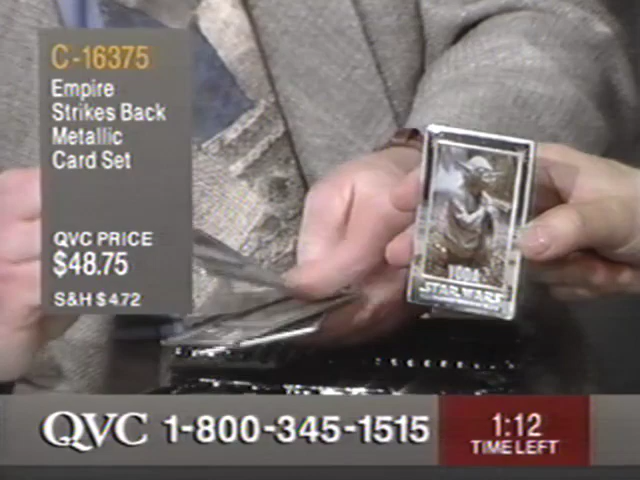 C-16375
Empire
Strikes Back
Metallic
Card Set
QVC PRICE
$48.75
S&H $4.72
YODA
STAR WARS
QVC 1-800-345-1515
1:12
TIME LEFT